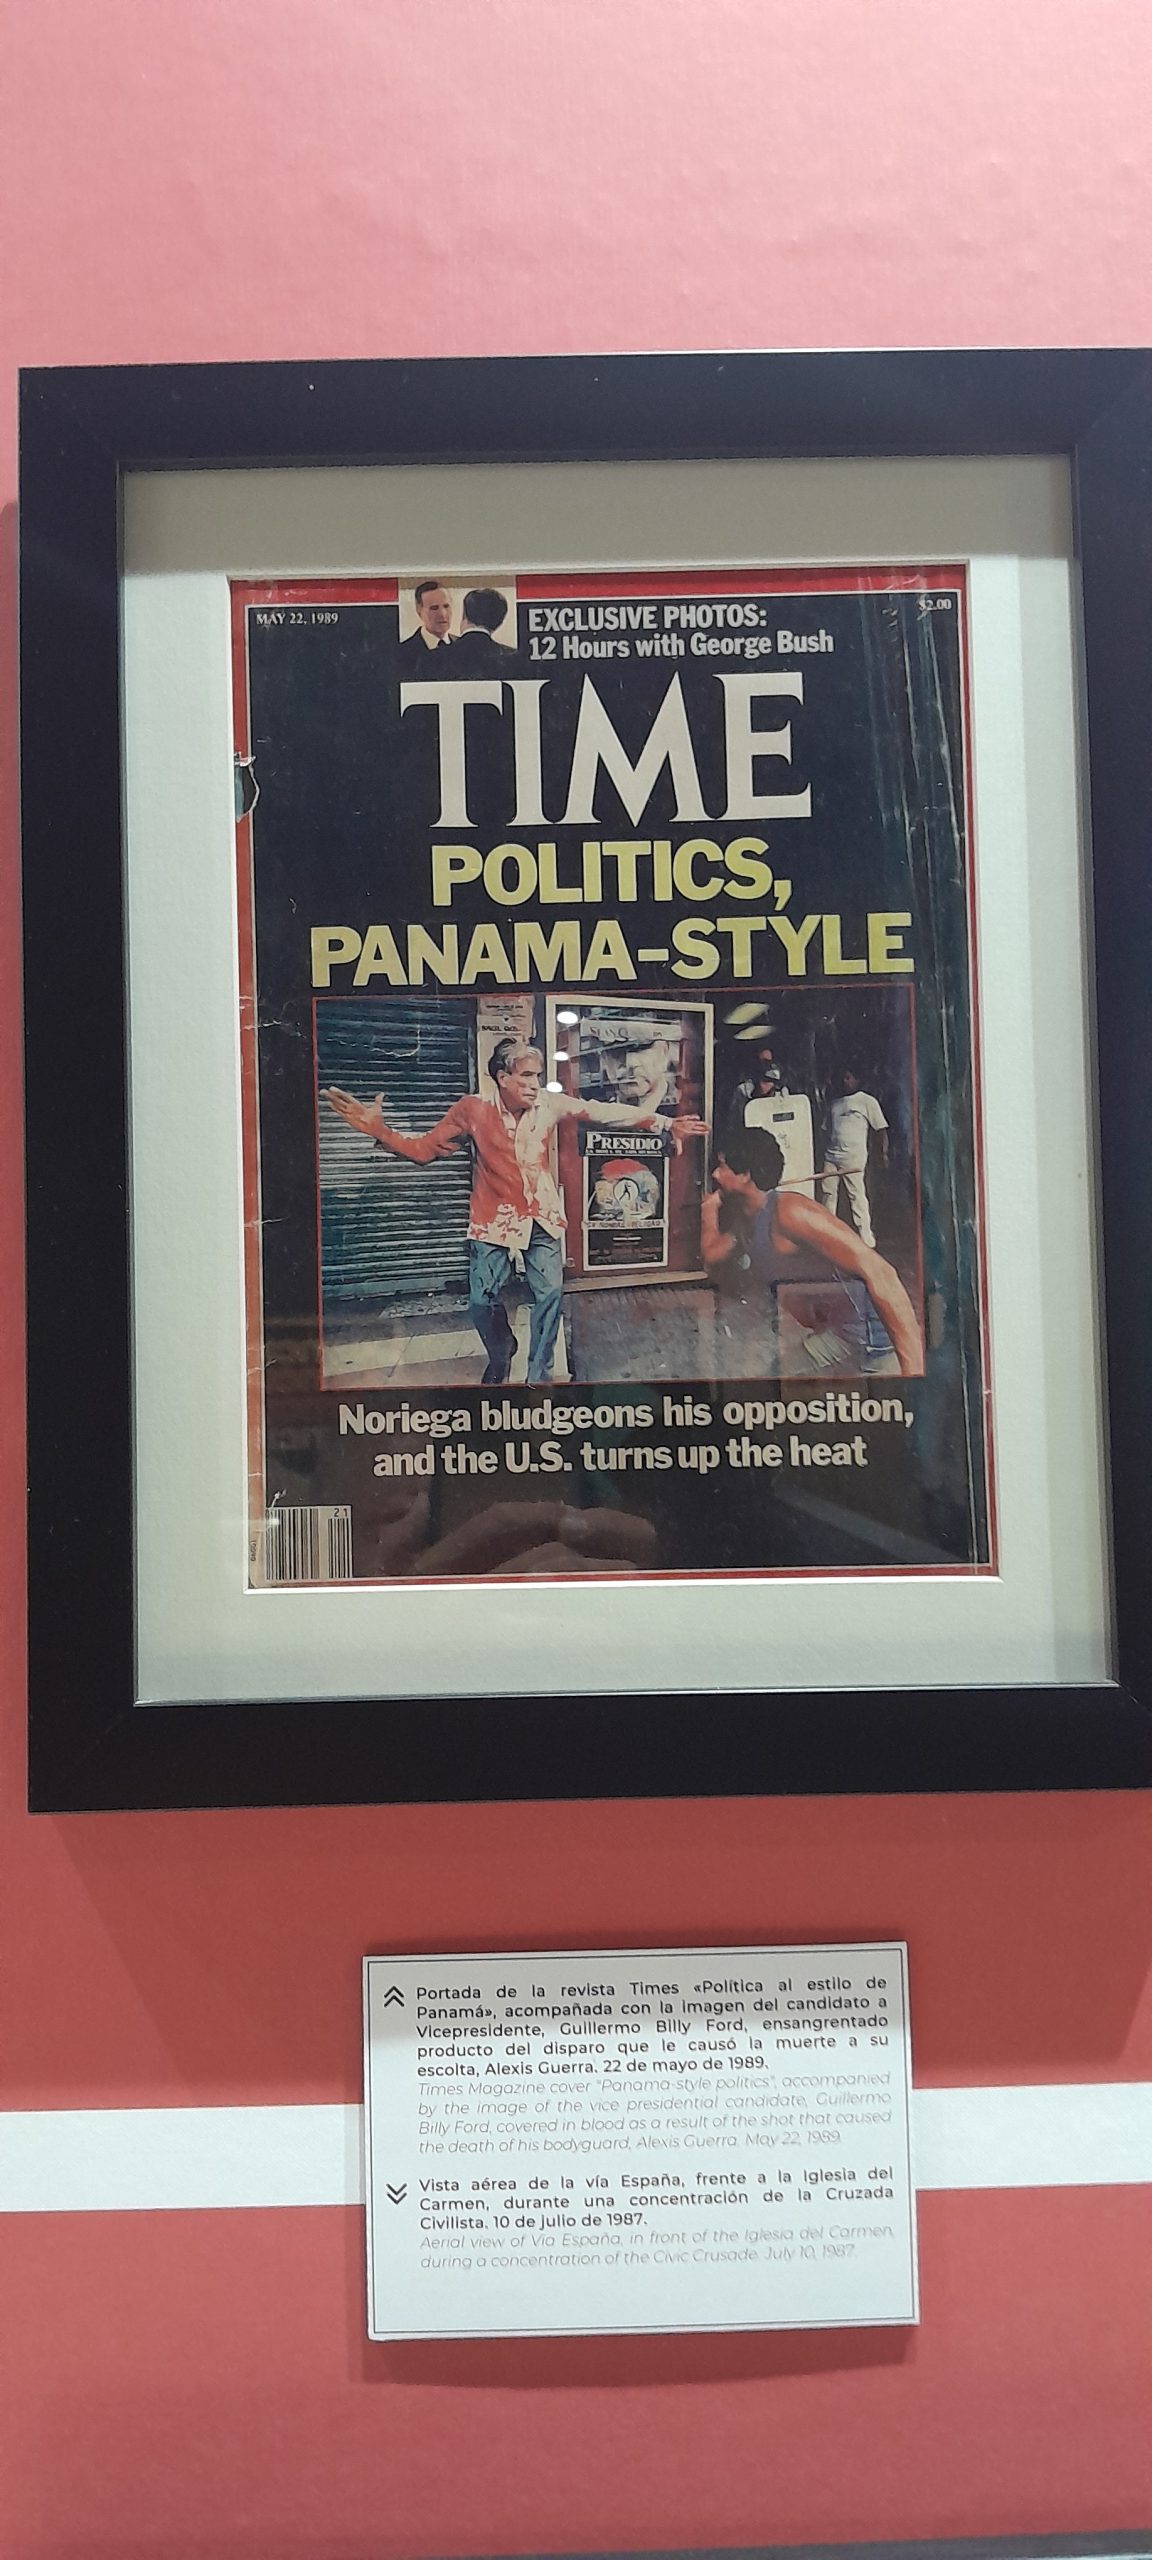 MAY 22, 1989
$2.00
EXCLUSIVE PHOTOS:
12 Hours with George Bush
TIME
POLITICS,
PANAMA-STYLE
PRESIDIO
Noriega bludgeons his opposition,
and the U.S. turns up the heat
21
Portada de la revista Times «Política al estilo de
Panamá», acompañada con la imagen del candidato a
Vicepresidente, Guillermo Billy Ford, ensangrentado
producto del disparo que le causó la muerte a su
escolta, Alexis Guerra. 22 de mayo de 1989.
Times Magazine cover "Panama-style politics", accompanied
by the image of the vice presidential candidate, Guillermo
Billy Ford, covered in blood as a result of the shot that caused
the death of his bodyguard, Alexis Guerra. May 22, 1989.
Vista aérea de la vía España, frente a la Iglesia del
Carmen, durante una concentración de la Cruzada
Civilista. 10 de julio de 1987.
Aerial view of Vía España, in front of the Iglesia del Carmen,
during a concentration of the Civic Crusade. July 10, 1987.